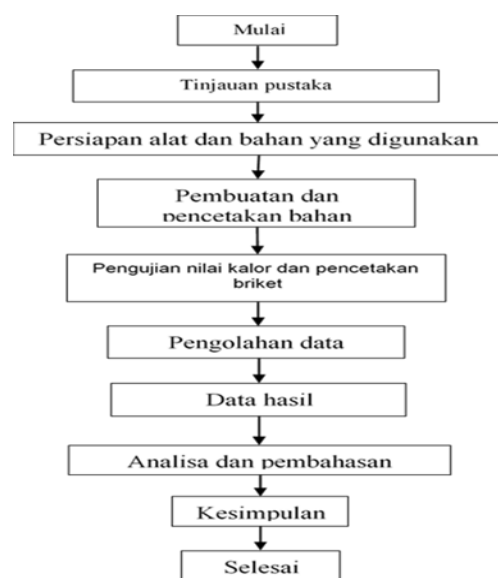 Mulai
Tinjauan pustaka
Persiapan alat dan bahan yang digunakan
Pembuatan dan
pencetakan bahan
Pengujian nilai kalor dan pencetakan
briket
Pengolahan data
Data hasil
Analisa dan pembahasan
Kesimpulan
Selesai